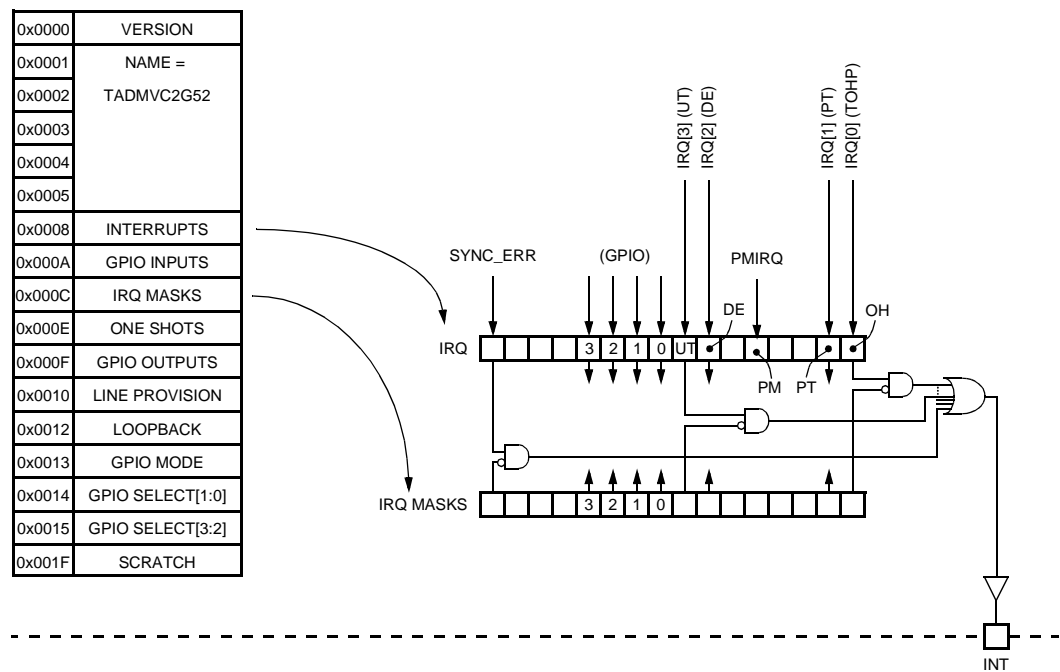 0x0000 VERSION
0x0001 NAME =
0x0002 TADMVC2G52
0x0003
0x0004
0x0005
0x0008 INTERRUPTS
0x000A GPIO INPUTS
0x000C IRQ MASKS
0x000E ONE SHOTS
0x000F GPIO OUTPUTS
0x0010 LINE PROVISION
0x0012 LOOPBACK
0x0013 GPIO MODE
0x0014 GPIO SELECT[1:0]
0x0015 GPIO SELECT[3:2]
0x001F SCRATCH
IRQ[3] (UT)
IRQ[2] (DE)
IRQ[1] (PT)
IRQ[0] (TOHP)
SYNC_ERR
(GPIO)
PMIRQ
DE
OH
IRQ
3 2 1 0 UT
PM
PT
IRQ MASKS
3 2 1 0
INT